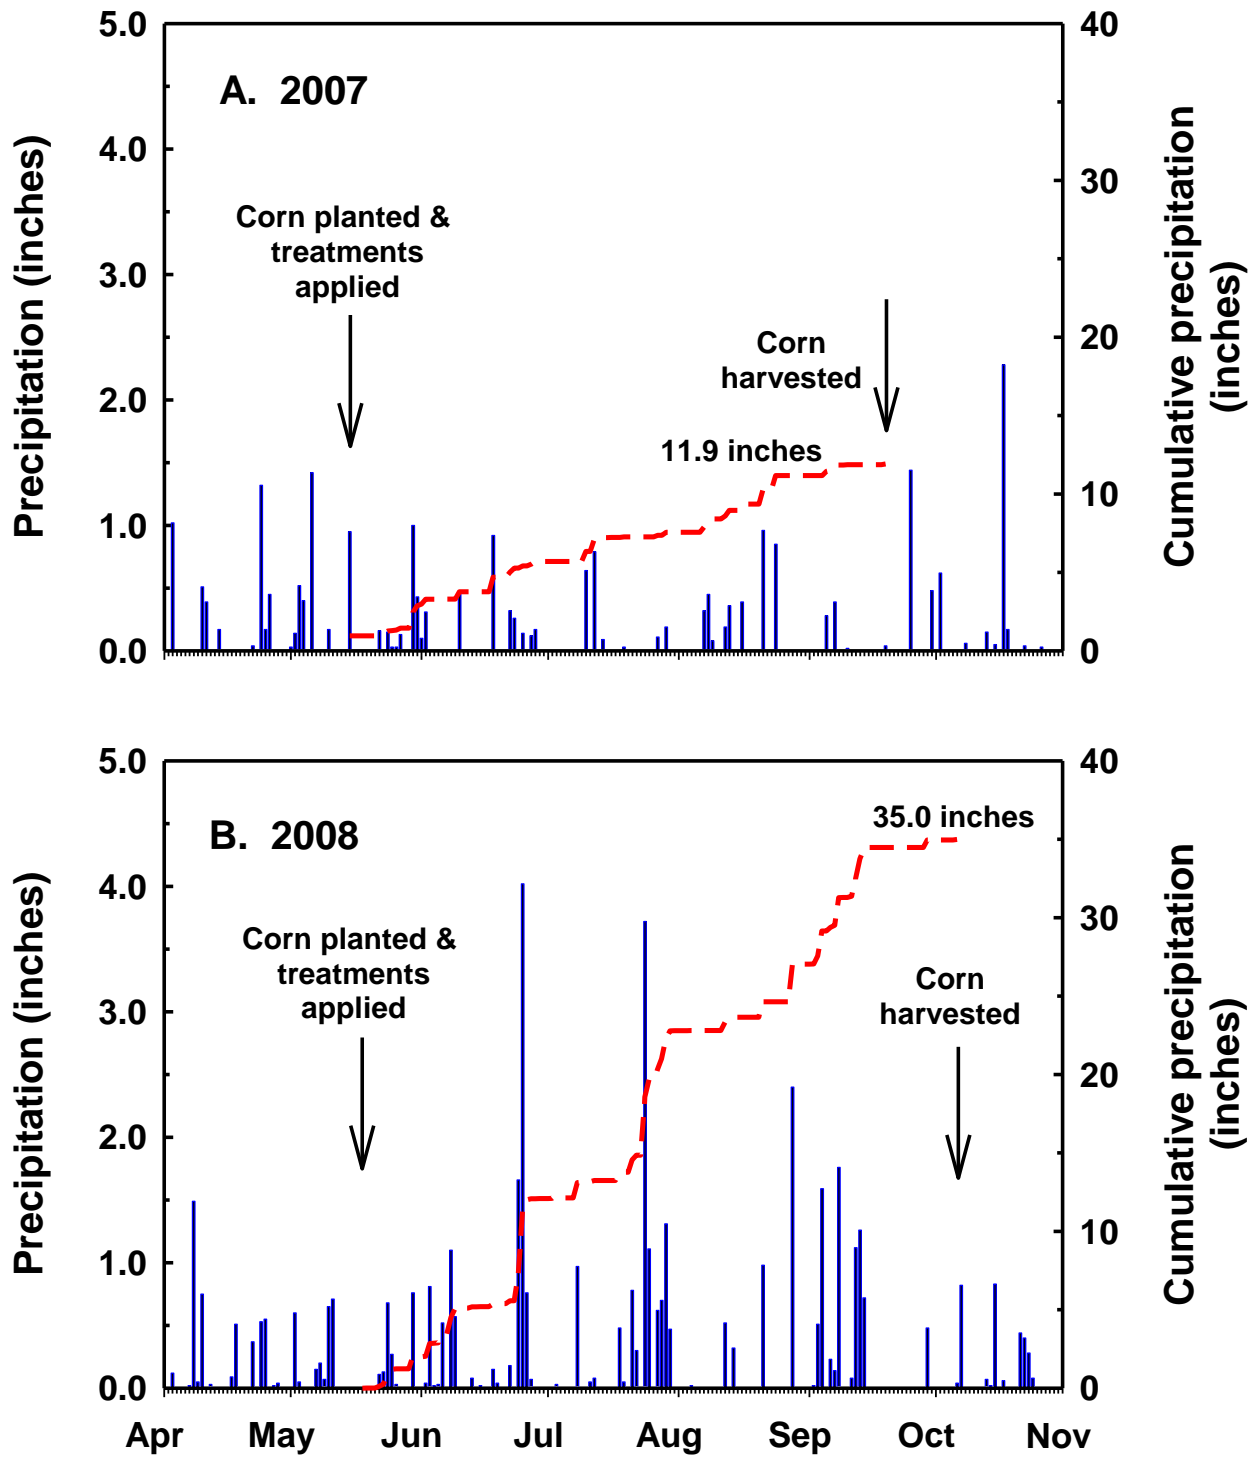 5.0
4.0
3.0
2.0
1.0
0.0
Precipitation (inches)
A. 2007
Corn planted &
treatments
applied
Corn
harvested
11.9 inches
40
30
20
10
0
Cumulative precipitation
(inches)
5.0
4.0
3.0
2.0
1.0
0.0
Precipitation (inches)
B. 2008
35.0 inches
Corn planted &
treatments
applied
Corn
harvested
40
30
20
10
0
Cumulative precipitation
(inches)
Apr May Jun Jul Aug Sep Oct Nov